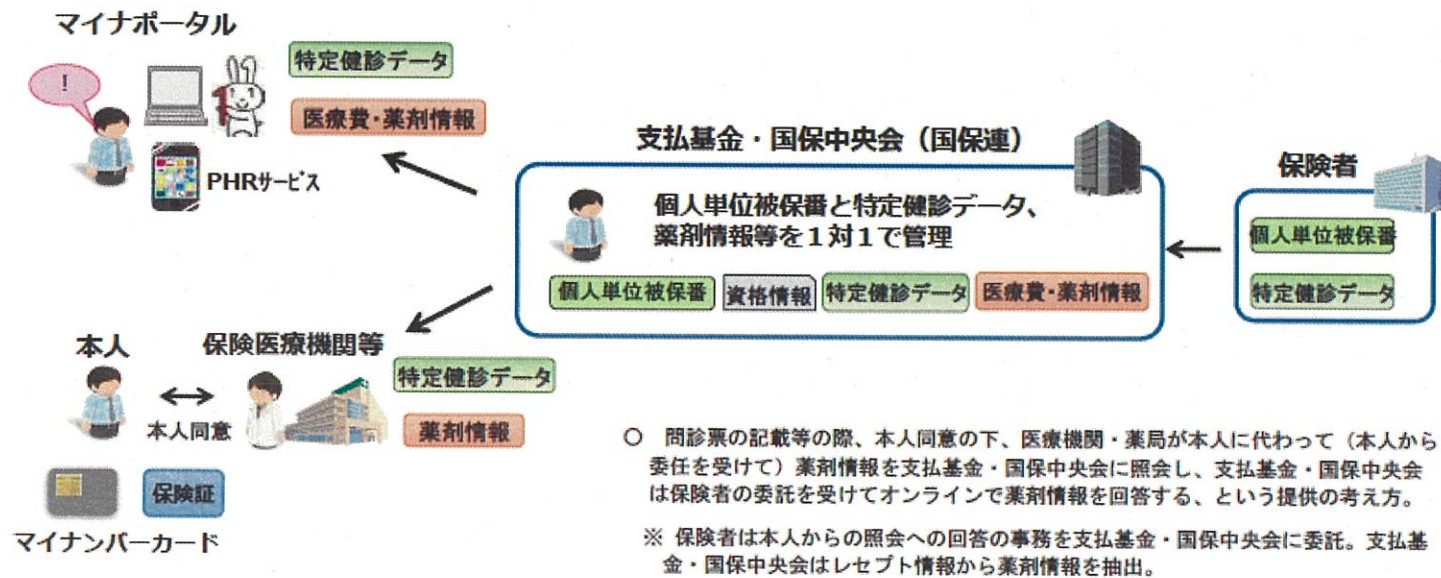 マイナポータル
!
特定健診データ
医療費・薬剤情報
PHRサービス
支払基金・国保中央会（国保連）
個人単位被保番と特定健診データ、
薬剤情報等を１対１で管理
個人単位被保番
資格情報
特定健診データ
医療費・薬剤情報
保険者
個人単位被保番
特定健診データ
本人
保険医療機関等
本人同意
特定健診データ
薬剤情報
保険証
マイナンバーカード
○ 問診票の記載等の際、本人同意の下、医療機関・薬局が本人に代わって（本人から
委任を受けて）薬剤情報を支払基金・国保中央会に照会し、支払基金・国保中央会
は保険者の委託を受けてオンラインで薬剤情報を回答する、という提供の考え方。
※ 保険者は本人からの照会への回答の事務を支払基金・国保中央会に委託。支払基
金・国保中央会はレセプト情報から薬剤情報を抽出。